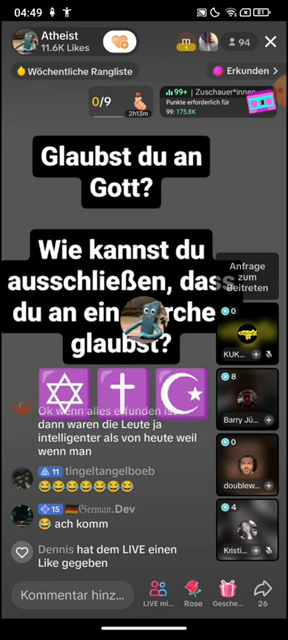 04:49
81
Atheist
11.6K Likes
94
Wöchentliche Rangliste
Erkunden
0/9
2h13m
99+ | Zuschauer*innen
Punkte erforderlich für
99: 175.8K
Glaubst du an
Gott?
Wie kannst du
ausschließen, dass
du an ein
rche
glaubst?
Anfrage
zum
Beitreten
0
KUK...
8
Barry Jü...
0
doublew...
4
Kristi...
Ok wenn alles erfunden ist
dann waren die Leute ja
intelligenter als von heute weil
wenn man
11 tingeltangelboeb
😂😂😂😂😂😂😂
15 🇩🇪𝔊𝔢𝔯𝔪𝔞𝔫.Dev
😂 ach komm
Dennis hat dem LIVE einen
Like gegeben
Kommentar hinz...
LIVE mi...
Rose
Gesche...
26